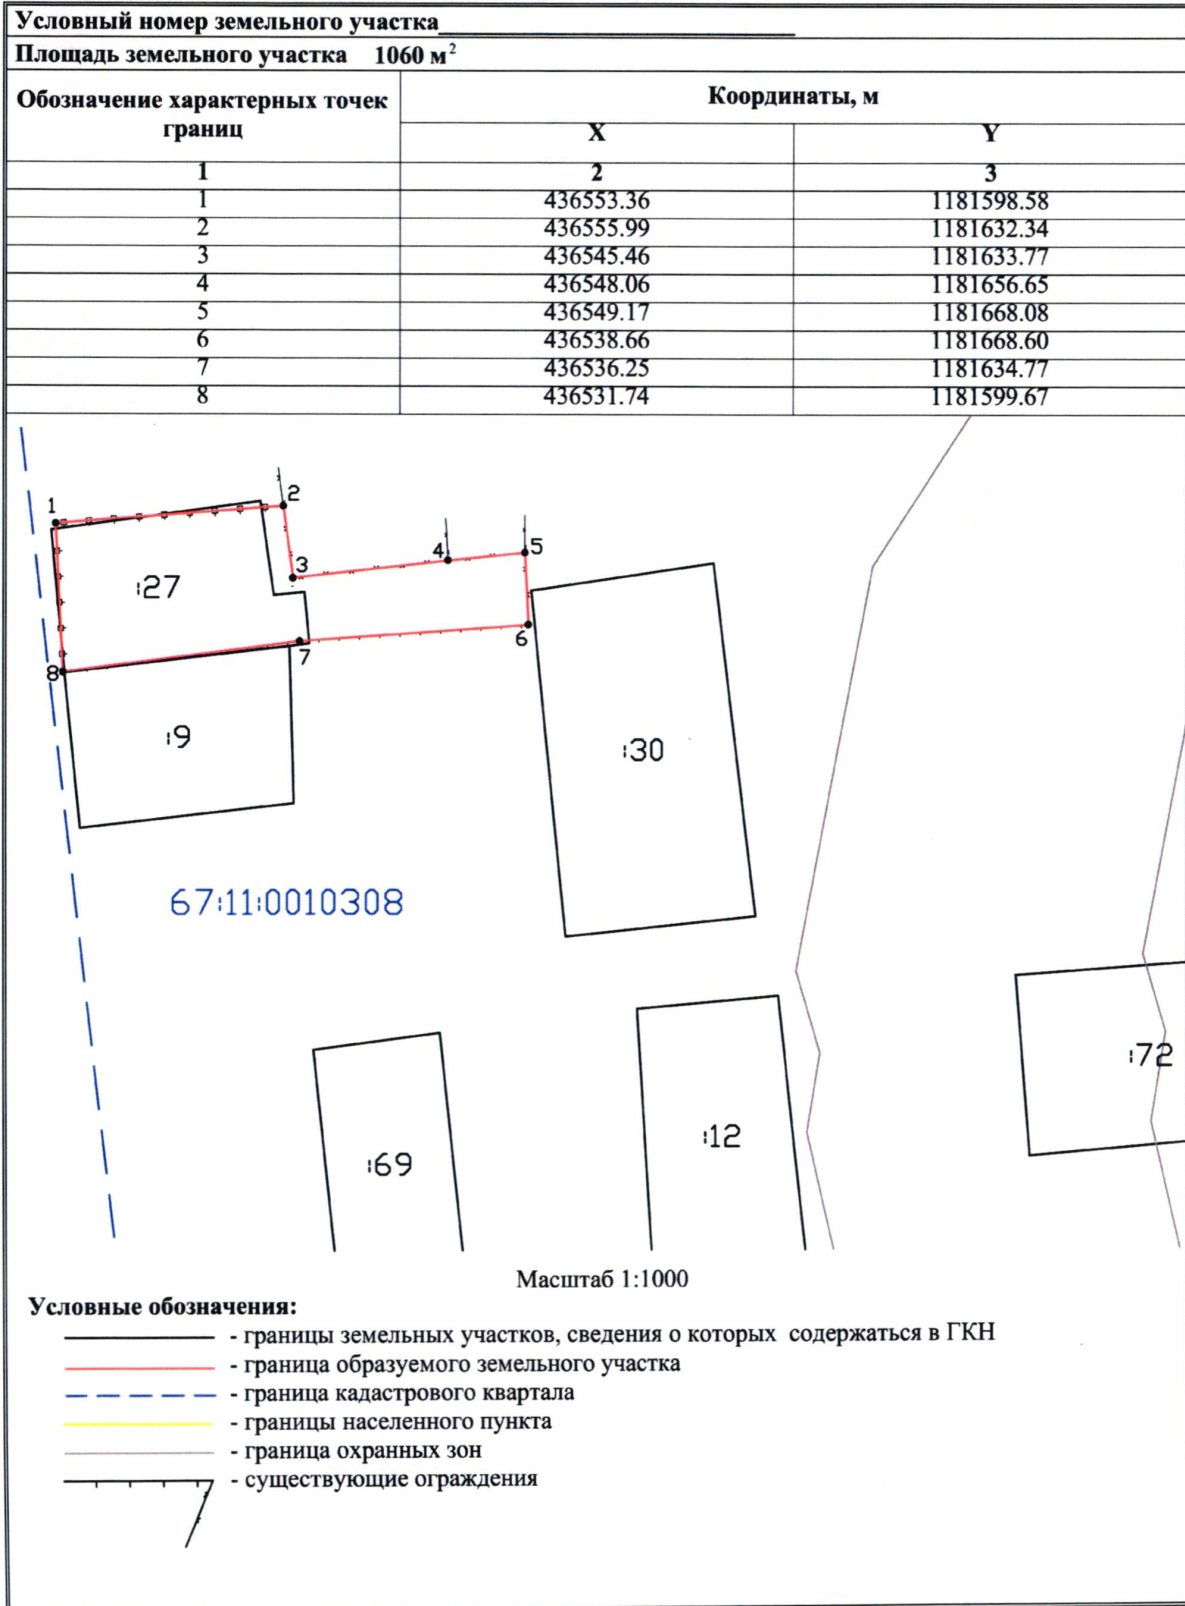 Условный номер земельного участка
Площадь земельного участка 1060 м²
Обозначение характерных точек границ
Координаты, м
X Y
1 2 3
1 436553.36 1181598.58
2 436555.99 1181632.34
3 436545.46 1181633.77
4 436548.06 1181656.65
5 436549.17 1181668.08
6 436538.66 1181668.60
7 436536.25 1181634.77
8 436531.74 1181599.67
1
2
3
4
5
:27
6
7
8
:9
:30
67:11:0010308
:72
:12
:69
Масштаб 1:1000
Условные обозначения:
- границы земельных участков, сведения о которых содержаться в ГКН
- граница образуемого земельного участка
- граница кадастрового квартала
- границы населенного пункта
- граница охранных зон
- существующие ограждения